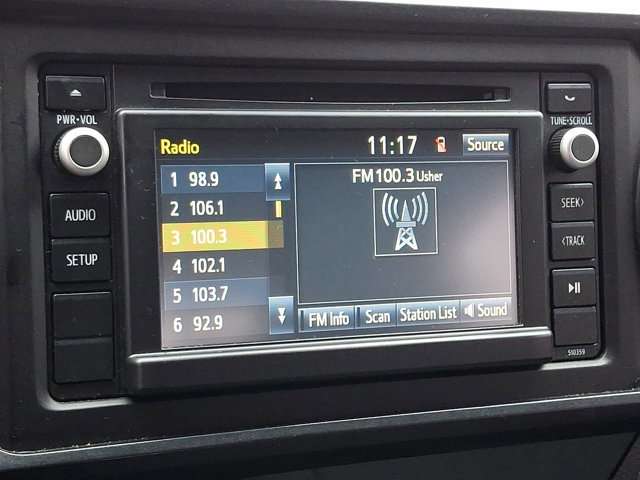 PWR·VOL
AUDIO
SETUP
Radio
11:17
Source
1 98.9
2 106.1
3 100.3
4 102.1
5 103.7
6 92.9
FM 100.3 Usher
FM Info
Scan
Station List
Sound
TUNE·SCROLL
SEEK>
<TRACK
510359